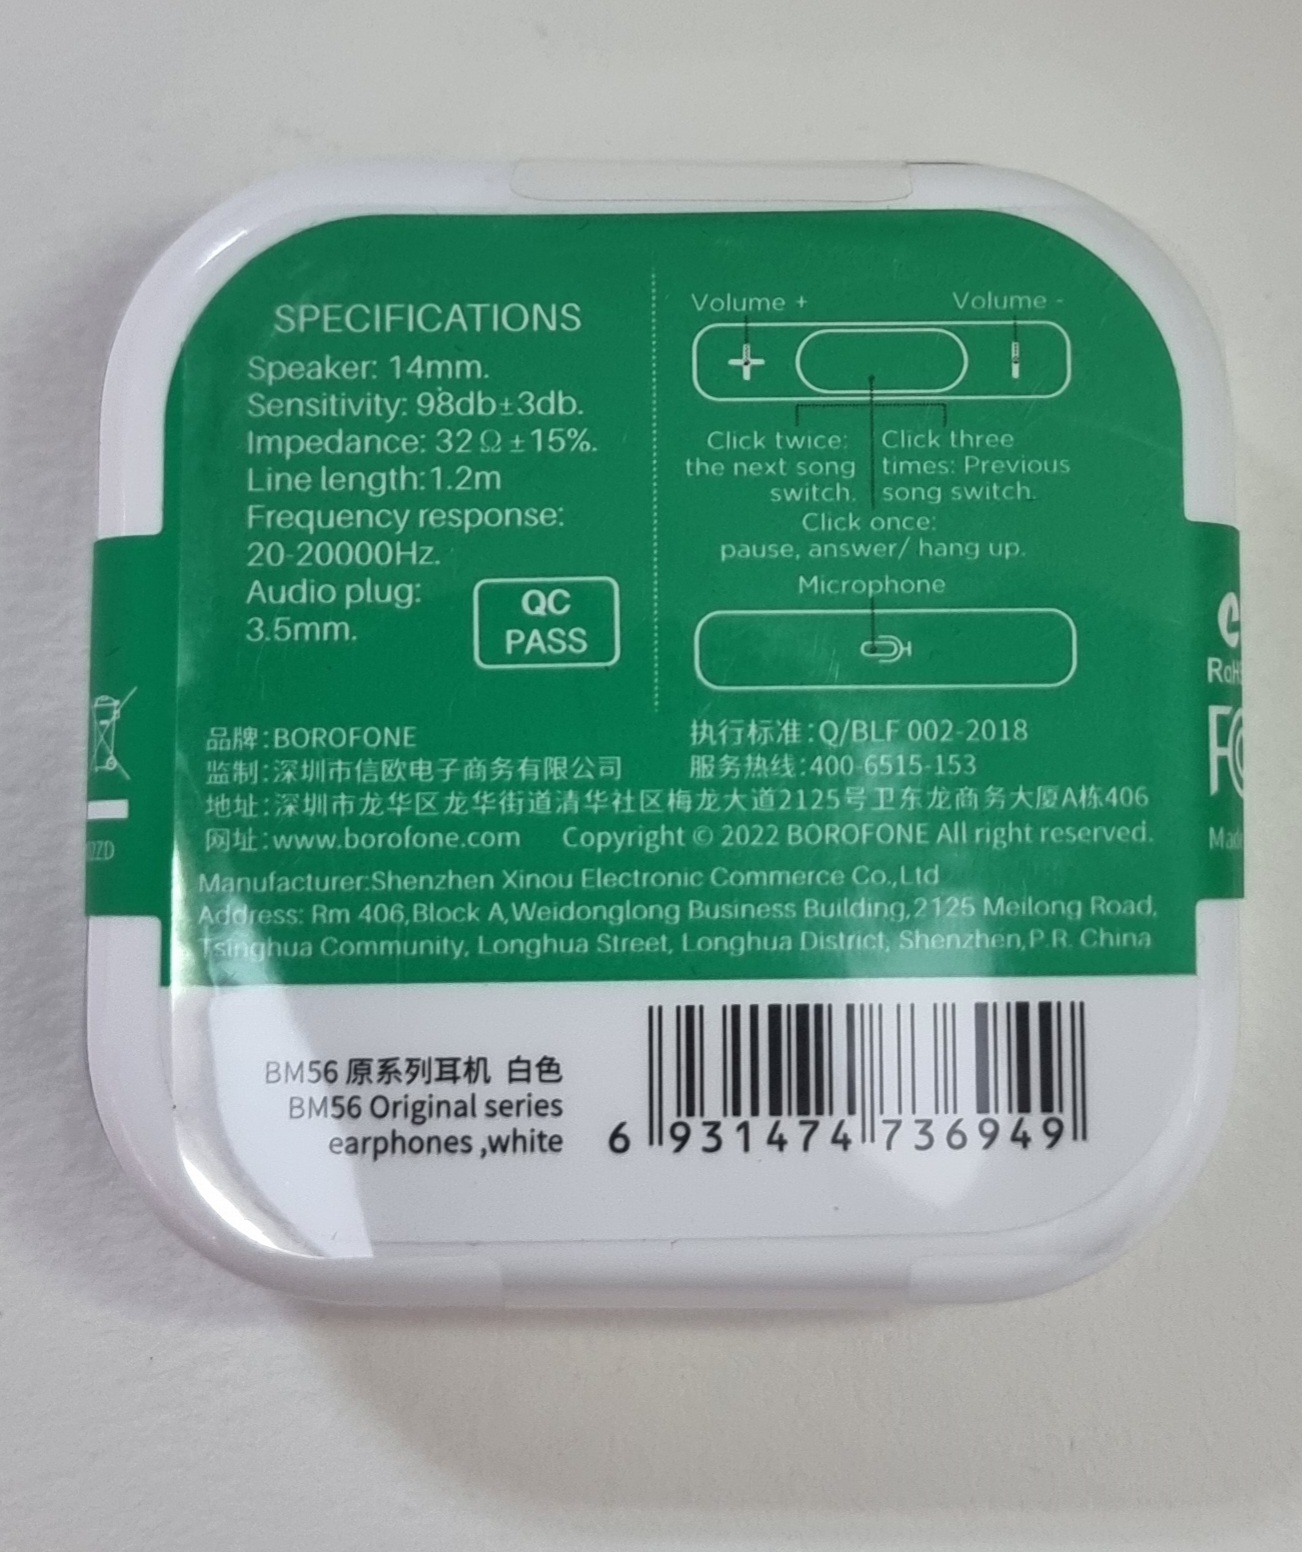 SPECIFICATIONS
Speaker: 14mm.
Sensitivity: 98db±3db.
Impedance: 32Ω±15%.
Line length:1.2m
Frequency response:
20-20000Hz.
Audio plug:
3.5mm.
QC
PASS
Volume +
Volume -
Click twice:
the next song
switch.
Click three
times: Previous
song switch.
Click once:
pause, answer/ hang up.
Microphone
品牌:BOROFONE
执行标准:Q/BLF 002-2018
监制:深圳市信欧电子商务有限公司
服务热线:400-6515-153
地址:深圳市龙华区龙华街道清华社区梅龙大道2125号卫东龙商务大厦A栋406
网址:www.borofone.com Copyright © 2022 BOROFONE All right reserved.
Manufacturer:Shenzhen Xinou Electronic Commerce Co.,Ltd
Address: Rm 406,Block A,Weidonglong Business Building,2125 Meilong Road,
Tsinghua Community, Longhua Street, Longhua District, Shenzhen,P.R. China
BM56 原系列耳机 白色
BM56 Original series
earphones ,white
6 931474 736949